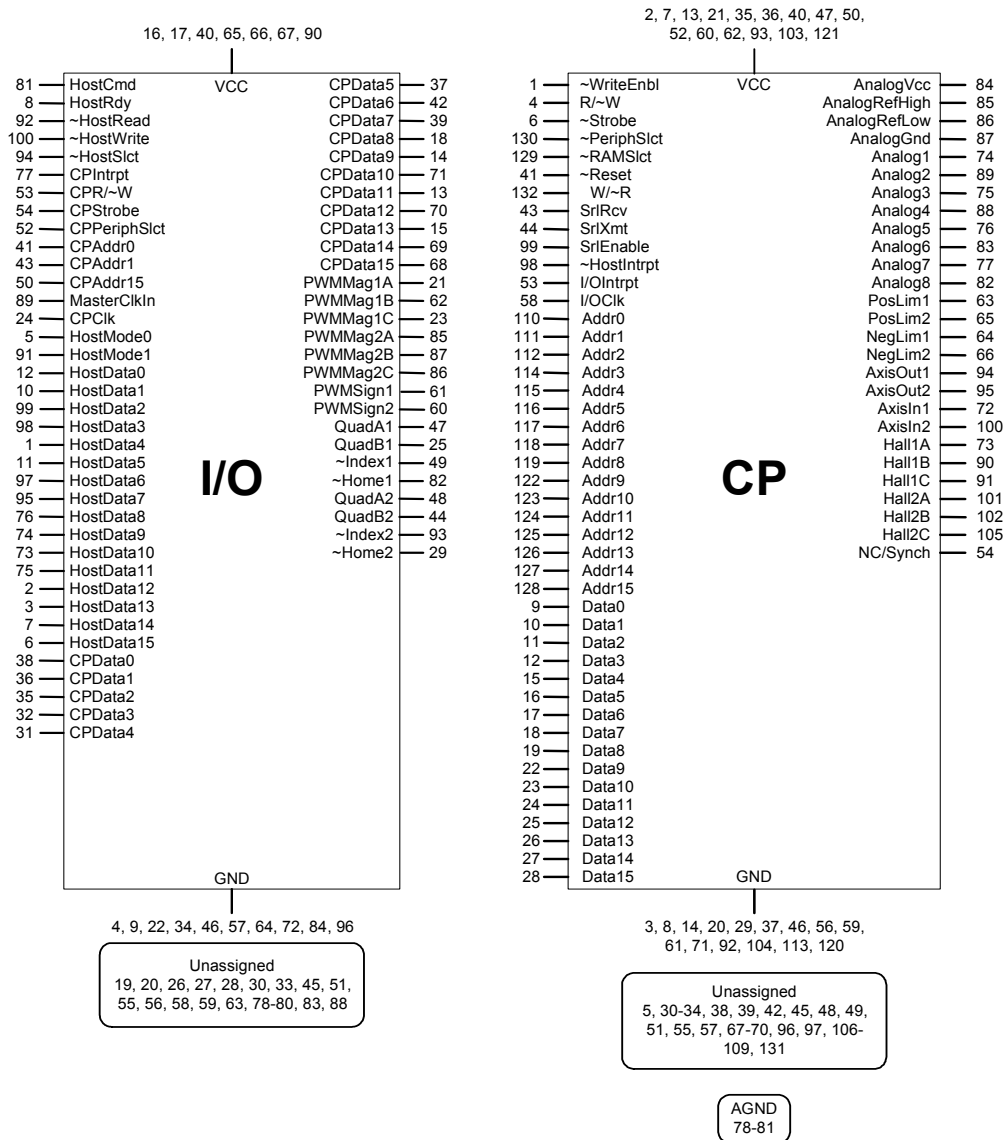 16, 17, 40, 65, 66, 67, 90
VCC
81 HostCmd
8 HostRdy
92 ~HostRead
100 ~HostWrite
94 ~HostSlct
77 CPIntrpt
53 CPR/~W
54 CPStrobe
52 CPPeriphSlct
41 CPAddr0
43 CPAddr1
50 CPAddr15
89 MasterClkIn
24 CPClk
5 HostMode0
91 HostMode1
12 HostData0
10 HostData1
99 HostData2
98 HostData3
1 HostData4
11 HostData5
97 HostData6
95 HostData7
76 HostData8
74 HostData9
73 HostData10
75 HostData11
2 HostData12
3 HostData13
7 HostData14
6 HostData15
38 CPData0
36 CPData1
35 CPData2
32 CPData3
31 CPData4
I/O
CPData5 37
CPData6 42
CPData7 39
CPData8 18
CPData9 14
CPData10 71
CPData11 13
CPData12 70
CPData13 15
CPData14 69
CPData15 68
PWMMag1A 21
PWMMag1B 62
PWMMag1C 23
PWMMag2A 85
PWMMag2B 87
PWMMag2C 86
PWMSign1 61
PWMSign2 60
QuadA1 47
QuadB1 25
~Index1 49
~Home1 82
QuadA2 48
QuadB2 44
~Index2 93
~Home2 29
GND
4, 9, 22, 34, 46, 57, 64, 72, 84, 96
Unassigned
19, 20, 26, 27, 28, 30, 33, 45, 51,
55, 56, 58, 59, 63, 78-80, 83, 88
2, 7, 13, 21, 35, 36, 40, 47, 50,
52, 60, 62, 93, 103, 121
VCC
1 ~WriteEnbl
4 R/~W
6 ~Strobe
130 ~PeriphSlct
129 ~RAMSlct
41 ~Reset
132 W/~R
43 SrlRcv
44 SrlXmt
99 SrlEnable
98 ~HostIntrpt
53 I/OIntrpt
58 I/OClk
110 Addr0
111 Addr1
112 Addr2
114 Addr3
115 Addr4
116 Addr5
117 Addr6
118 Addr7
119 Addr8
122 Addr9
123 Addr10
124 Addr11
125 Addr12
126 Addr13
127 Addr14
128 Addr15
9 Data0
10 Data1
11 Data2
12 Data3
15 Data4
16 Data5
17 Data6
18 Data7
19 Data8
22 Data9
23 Data10
24 Data11
25 Data12
26 Data13
27 Data14
28 Data15
CP
AnalogVcc 84
AnalogRefHigh 85
AnalogRefLow 86
AnalogGnd 87
Analog1 74
Analog2 89
Analog3 75
Analog4 88
Analog5 76
Analog6 83
Analog7 77
Analog8 82
PosLim1 63
PosLim2 65
NegLim1 64
NegLim2 66
AxisOut1 94
AxisOut2 95
AxisIn1 72
AxisIn2 100
Hall1A 73
Hall1B 90
Hall1C 91
Hall2A 101
Hall2B 102
Hall2C 105
NC/Synch 54
GND
3, 8, 14, 20, 29, 37, 46, 56, 59,
61, 71, 92, 104, 113, 120
Unassigned
5, 30-34, 38, 39, 42, 45, 48, 49,
51, 55, 57, 67-70, 96, 97, 106-
109, 131
AGND
78-81